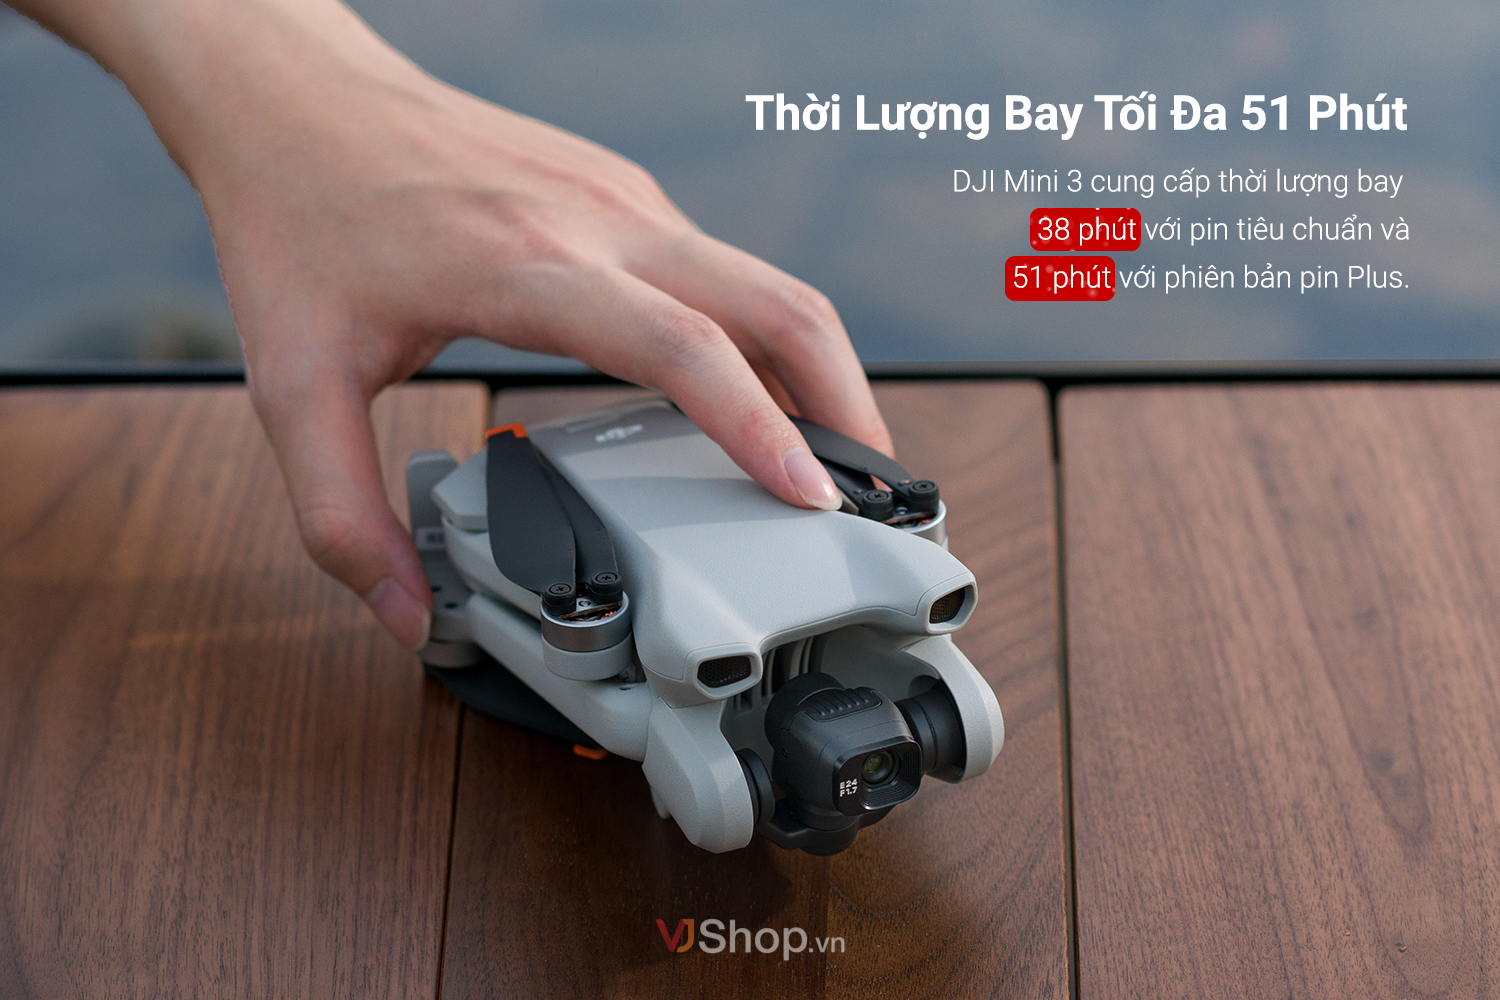 Thời Lượng Bay Tối Đa 51 Phút
DJI Mini 3 cung cấp thời lượng bay
38 phút với pin tiêu chuẩn và
51 phút với phiên bản pin Plus.
E24
F1.7
VJShop.vn